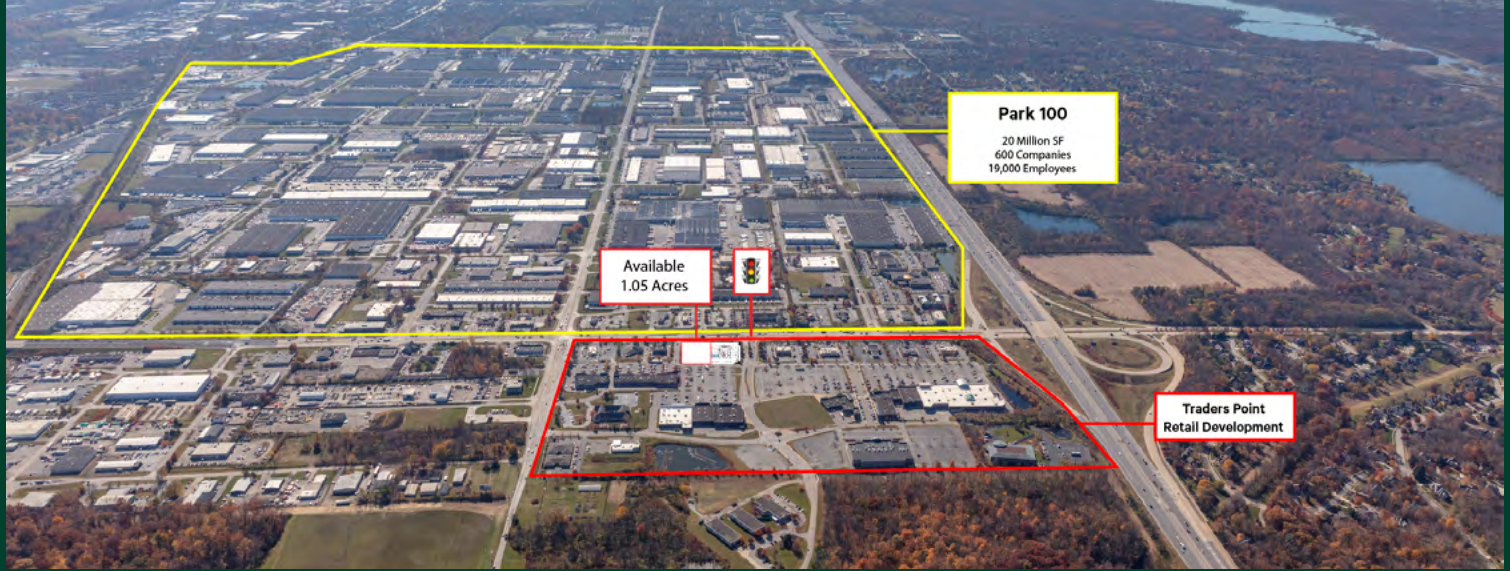 Park 100
20 Million SF
600 Companies
19,000 Employees
Available
1.05 Acres
Traders Point
Retail Development